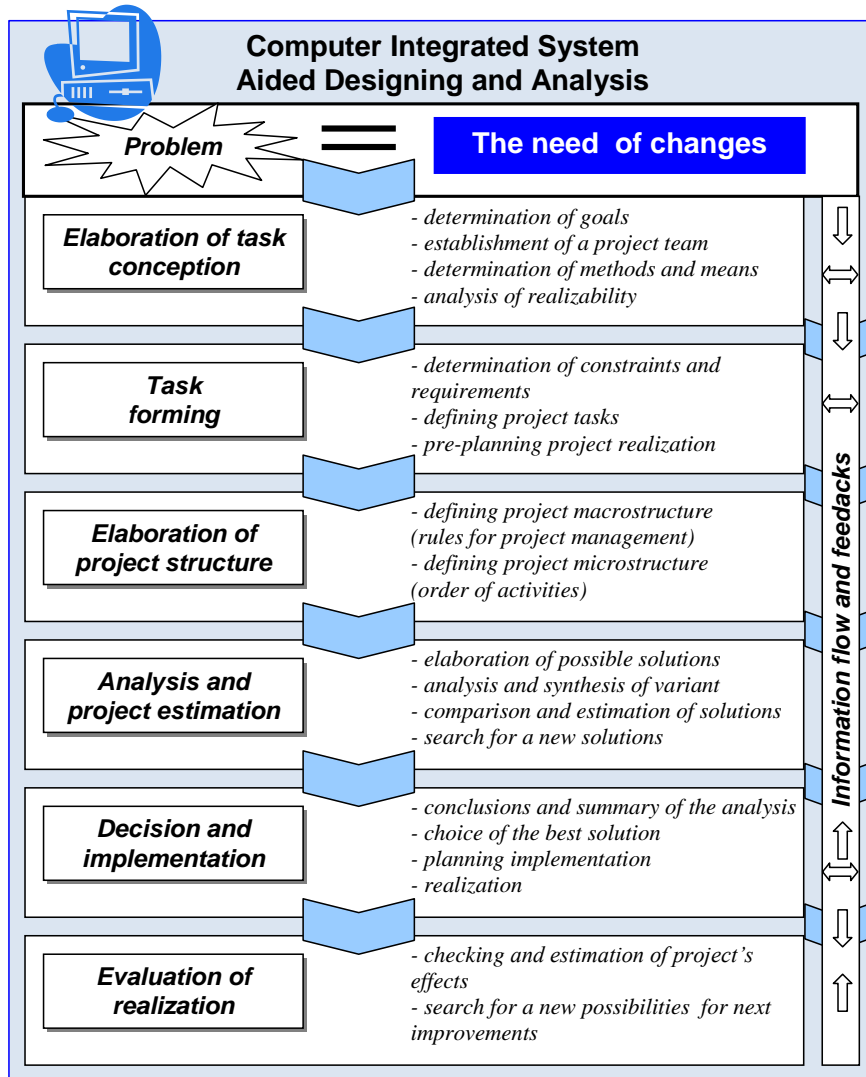 Computer Integrated System
Aided Designing and Analysis
Problem
The need of changes
Elaboration of task
conception
- determination of goals
- establishment of a project team
- determination of methods and means
- analysis of realizability
Task
forming
- determination of constraints and
requirements
- defining project tasks
- pre-planning project realization
Elaboration of
project structure
- defining project macrostructure
(rules for project management)
- defining project microstructure
(order of activities)
Analysis and
project estimation
- elaboration of possible solutions
- analysis and synthesis of variant
- comparison and estimation of solutions
- search for a new solutions
Decision and
implementation
- conclusions and summary of the analysis
- choice of the best solution
- planning implementation
- realization
Evaluation of
realization
- checking and estimation of project’s
effects
- search for a new possibilities for next
improvements
Information flow and feedacks